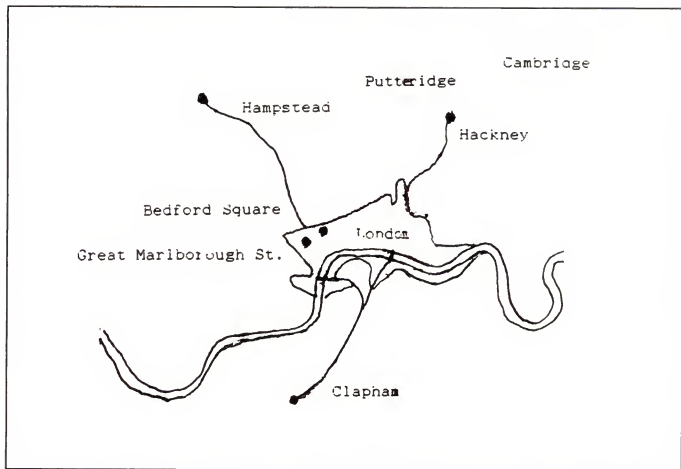 Cambridge
Putteridge
Hampstead
Hackney
Bedford Square
London
Great Marlborough St.
Clapham